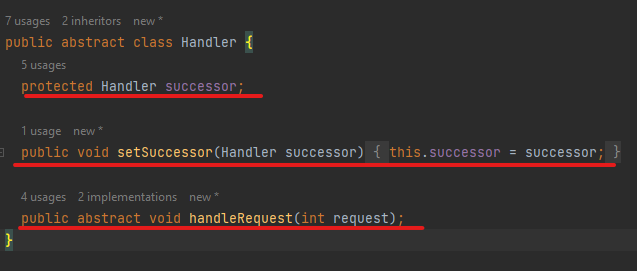 7 usages 2 inheritors new *
public abstract class Handler {
5 usages
protected Handler successor;
1 usage new *
public void setSuccessor(Handler successor) { this.successor = successor; }
4 usages 2 implementations new *
public abstract void handleRequest(int request);
}